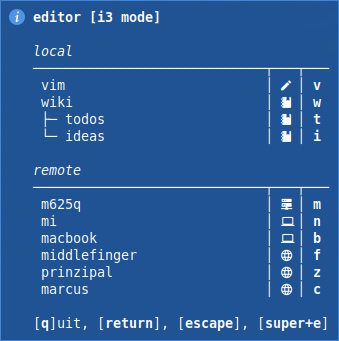 editor [i3 mode]
local
vim v
wiki w
├─ todos t
└─ ideas i
remote
m625q m
mi n
macbook b
middlefinger f
prinzipal z
marcus c
[q]uit, [return], [escape], [super+e]